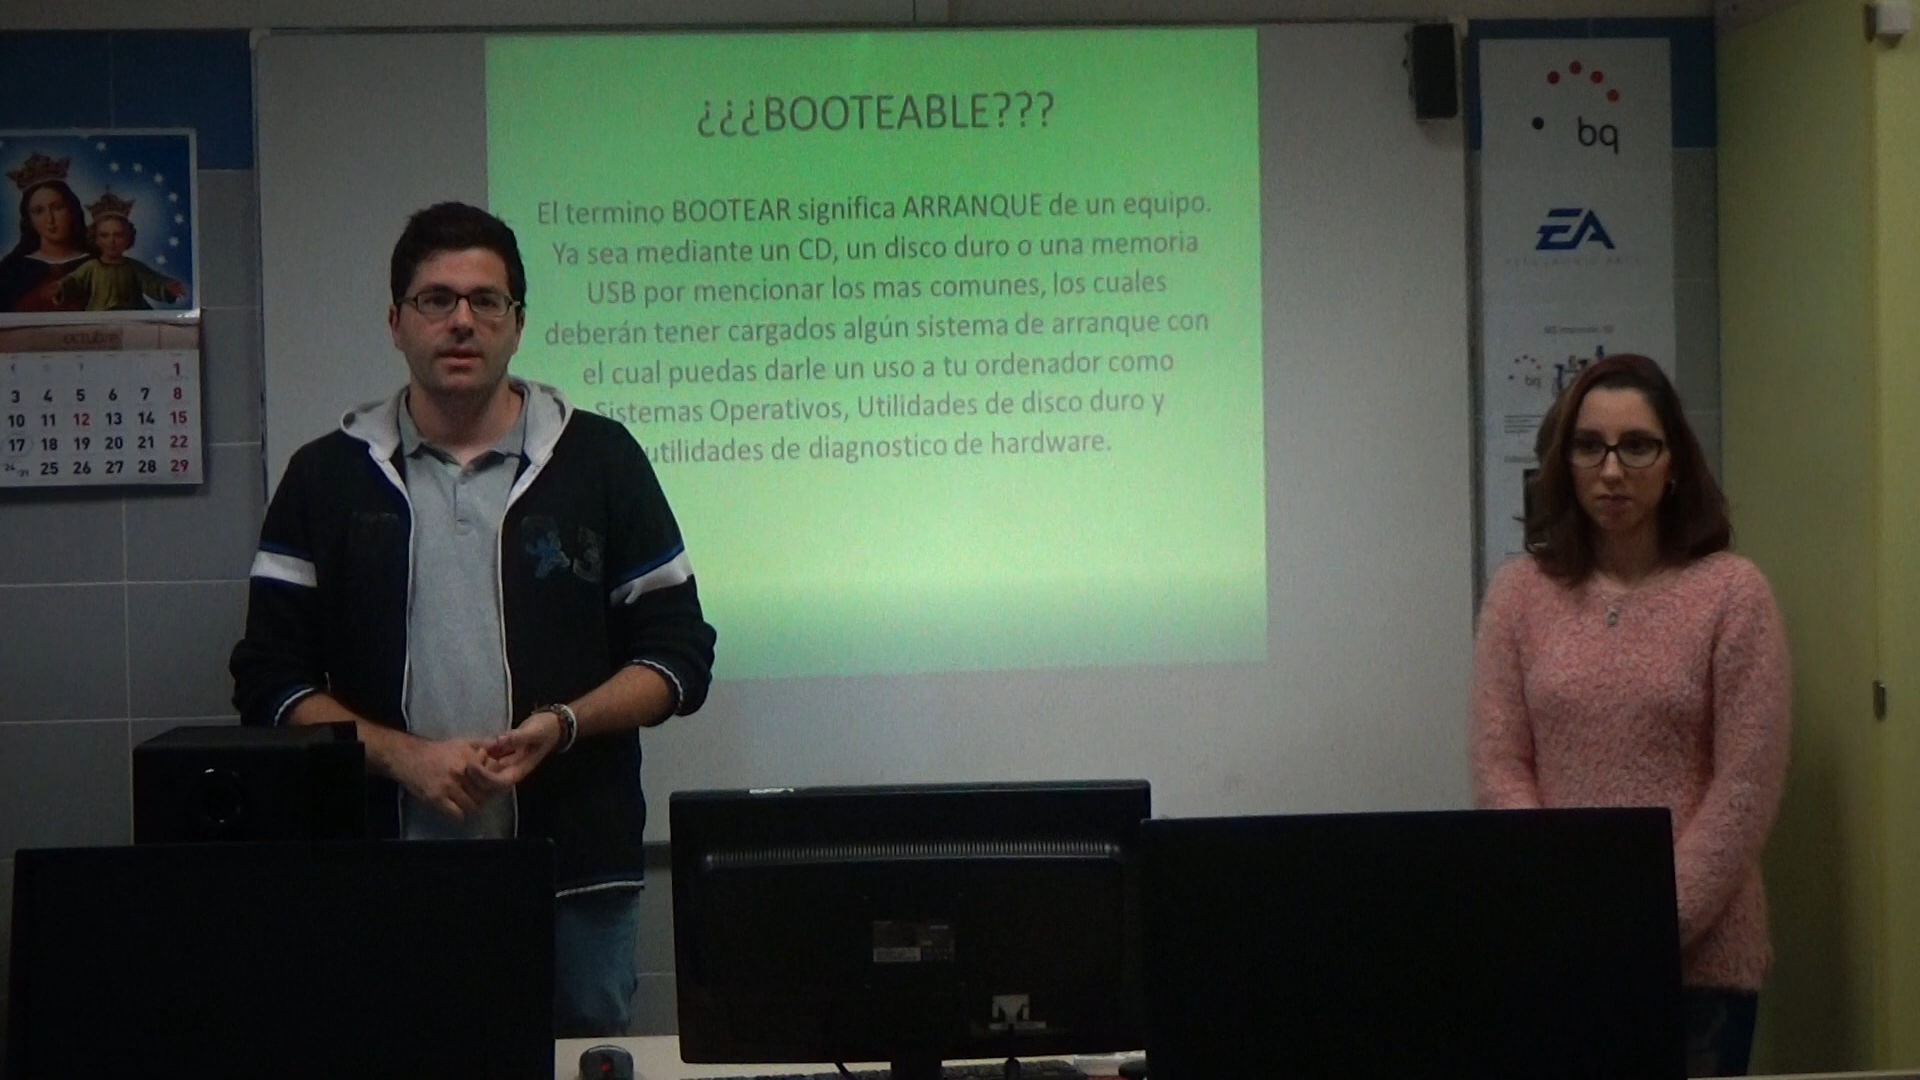 ¿¿¿BOOTEABLE???
El termino BOOTEAR significa ARRANQUE de un equipo.
Ya sea mediante un CD, un disco duro o una memoria
USB por mencionar los mas comunes, los cuales
deberán tener cargados algún sistema de arranque con
el cual puedas darle un uso a tu ordenador como
Sistemas Operativos, Utilidades de disco duro y
utilidades de diagnostico de hardware.
bq
EA
bq
octubre
1
3 4 5 6 7 8
10 11 12 13 14 15
17 18 19 20 21 22
24/31 25 26 27 28 29